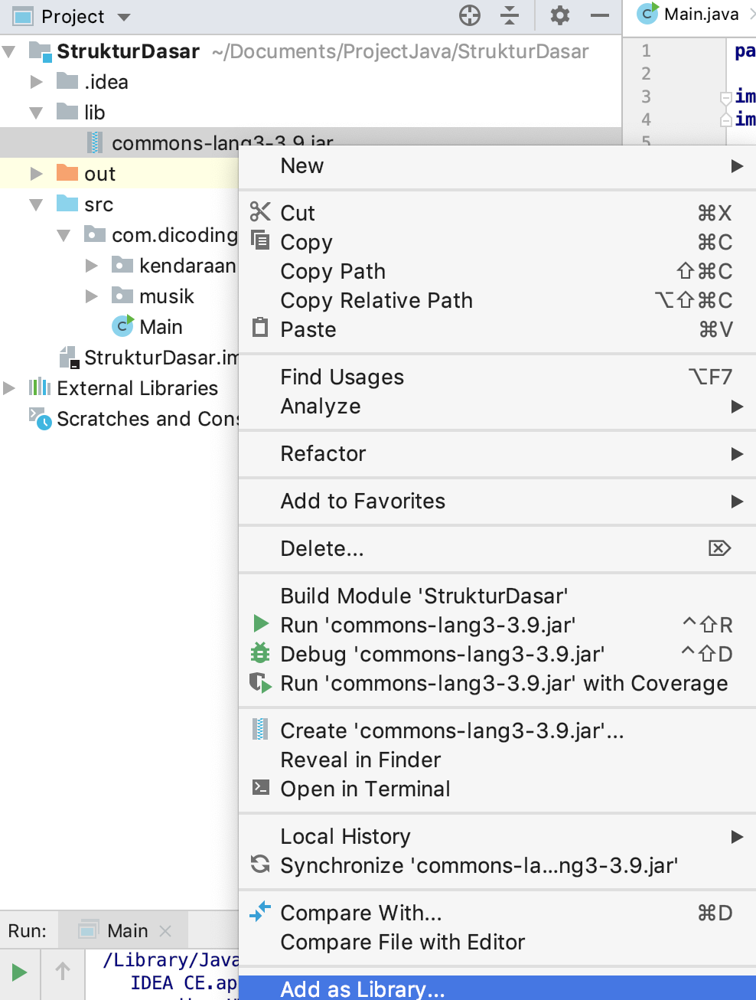 Project
Main.java
StrukturDasar ~/Documents/ProjectJava/StrukturDasar
.idea
lib
commons-lang3-3.9.jar
out
src
com.dicoding
kendaraan
musik
Main
StrukturDasar.im
External Libraries
Scratches and Cons
1
2
3
4
5
pa
im
im
New
Cut ⌘X
Copy ⌘C
Copy Path ⇧⌘C
Copy Relative Path ⌥⇧⌘C
Paste ⌘V
Find Usages ⌥F7
Analyze
Refactor
Add to Favorites
Delete... ⌦
Build Module 'StrukturDasar'
Run 'commons-lang3-3.9.jar' ^⇧R
Debug 'commons-lang3-3.9.jar' ^⇧D
Run 'commons-lang3-3.9.jar' with Coverage
Create 'commons-lang3-3.9.jar'...
Reveal in Finder
Open in Terminal
Local History
Synchronize 'commons-la...ng3-3.9.jar'
Compare With... ⌘D
Compare File with Editor
Add as Library...
Run: Main
/Library/Java
IDEA CE.ap